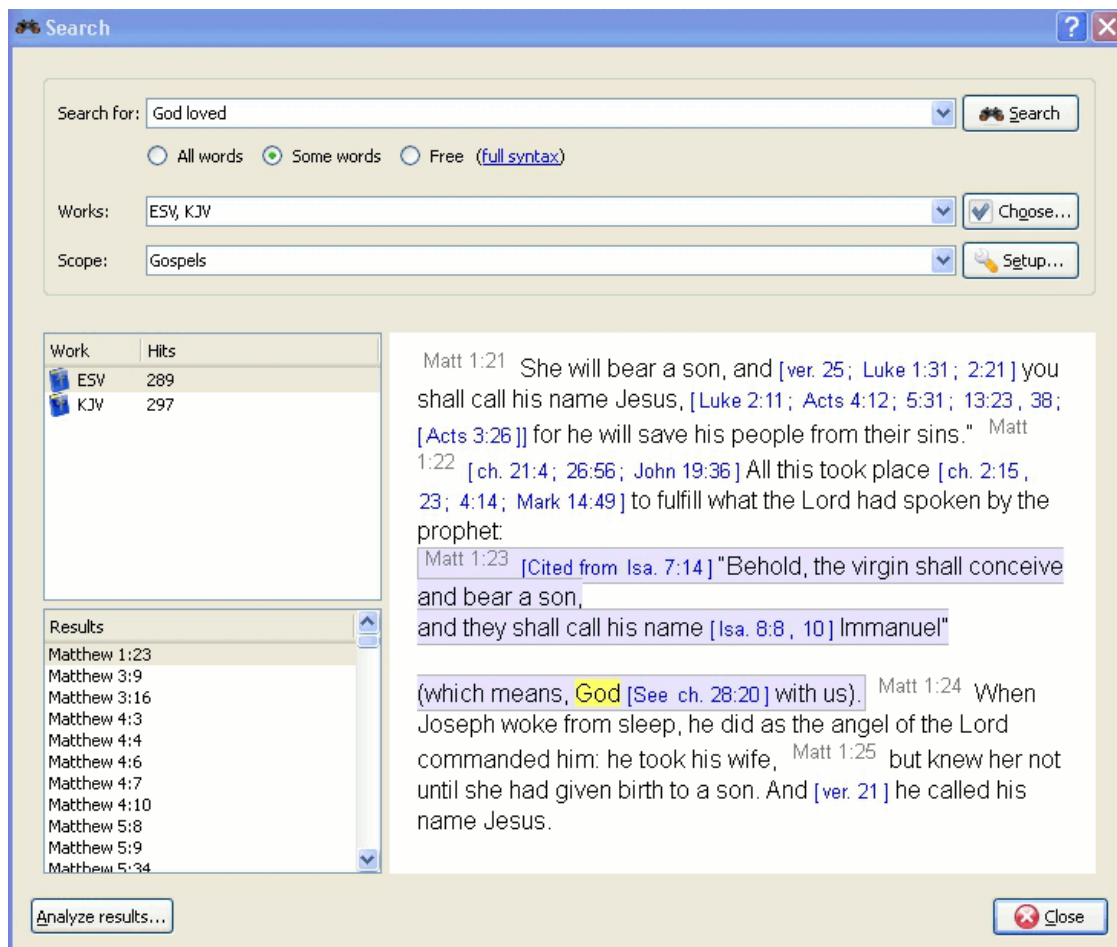 Search
Search for: God loved Search
All words Some words Free (full syntax)
Works: ESV, KJV Choose...
Scope: Gospels Setup...
Work Hits
ESV 289
KJV 297
Results
Matthew 1:23
Matthew 3:9
Matthew 3:16
Matthew 4:3
Matthew 4:4
Matthew 4:6
Matthew 4:7
Matthew 4:10
Matthew 5:8
Matthew 5:9
Matthew 5:34
Matt 1:21 She will bear a son, and [ver. 25; Luke 1:31; 2:21] you
shall call his name Jesus, [Luke 2:11; Acts 4:12; 5:31; 13:23, 38;
[Acts 3:26]] for he will save his people from their sins." Matt
1:22 [ch. 21:4; 26:56; John 19:36] All this took place [ch. 2:15,
23; 4:14; Mark 14:49] to fulfill what the Lord had spoken by the
prophet:
Matt 1:23 [Cited from Isa. 7:14] "Behold, the virgin shall conceive
and bear a son,
and they shall call his name [Isa. 8:8, 10] Immanuel"
(which means, God [See ch. 28:20] with us). Matt 1:24 When
Joseph woke from sleep, he did as the angel of the Lord
commanded him: he took his wife, Matt 1:25 but knew her not
until she had given birth to a son. And [ver. 21] he called his
name Jesus.
Analyze results... Close